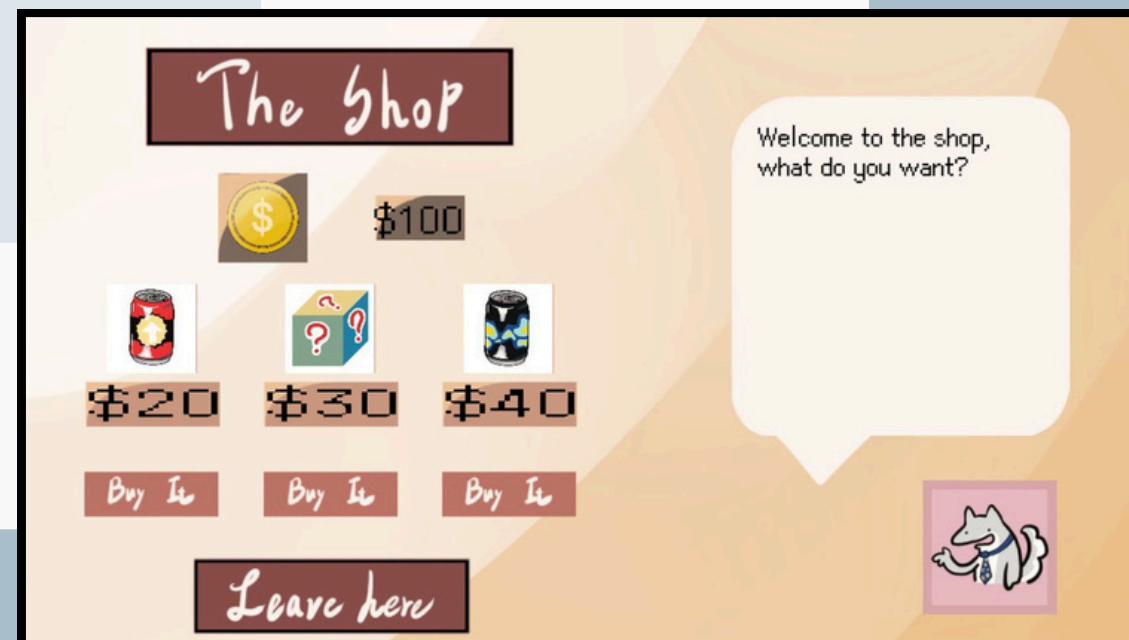 The Shop
$
$100
?
?
?
$20
$30
$40
Buy It
Buy It
Buy It
Leave here
Welcome to the shop,
what do you want?